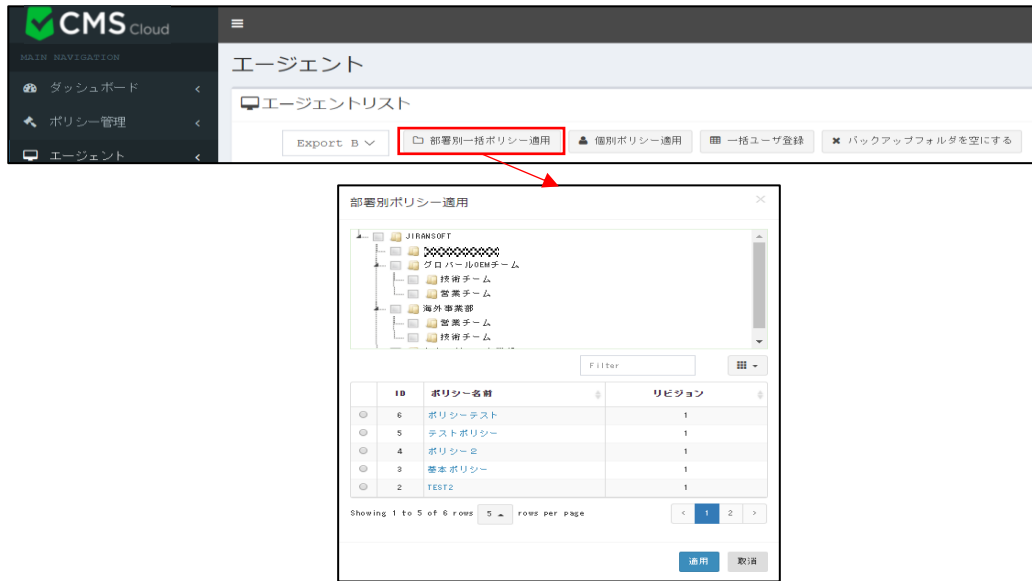 CMS Cloud
MAIN NAVIGATION
ダッシュボード
ポリシー管理
エージェント
エージェント
エージェントリスト
Export B
部署別一括ポリシー適用
個別ポリシー適用
一括ユーザ登録
バックアップフォルダを空にする
部署別ポリシー適用
JIRANSOFT
グローバルOEMチーム
技術チーム
営業チーム
海外事業部
営業チーム
技術チーム
Filter
ID ポリシー名前 リビジョン
6 ポリシーテスト 1
5 テストポリシー 1
4 ポリシー2 1
3 基本ポリシー 1
2 TEST2 1
Showing 1 to 5 of 6 rows 5 rows per page
< 1 2 >
適用 取消